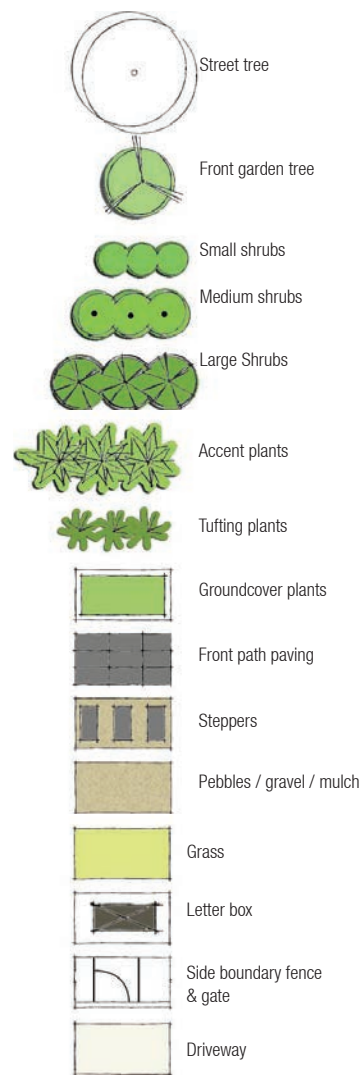 Street tree
Front garden tree
Small shrubs
Medium shrubs
Large Shrubs
Accent plants
Tufting plants
Groundcover plants
Front path paving
Steppers
Pebbles / gravel / mulch
Grass
Letter box
Side boundary fence
& gate
Driveway